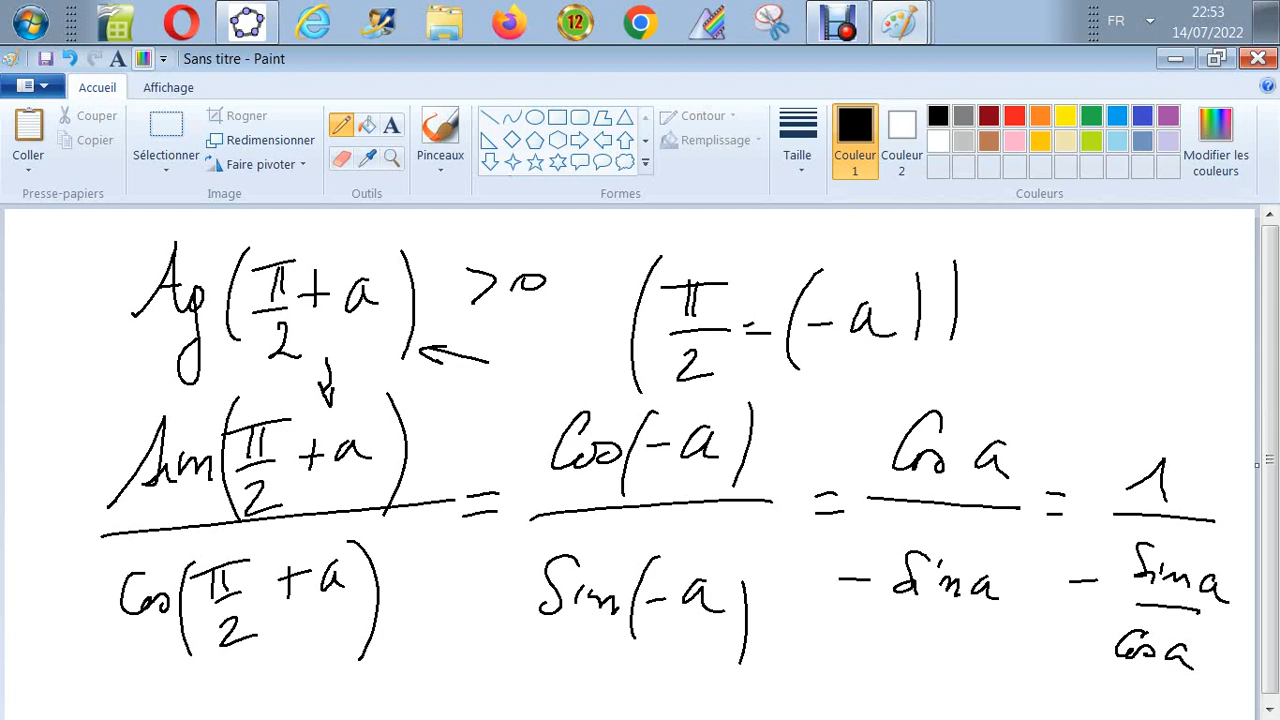 12
FR
22:53
14/07/2022
Sans titre - Paint
Accueil
Affichage
Coller
Couper
Copier
Presse-papiers
Sélectionner
Rogner
Redimensionner
Faire pivoter
Image
A
Outils
Pinceaux
Contour
Remplissage
Formes
Taille
Couleur 1
Couleur 2
Modifier les couleurs
Couleurs
tg(π/2 + a) > 0 (π/2 = (-a))
Sin(π/2 + a) / Cos(π/2 + a) = Cos(-a) / Sin(-a) = Cos a / - Sin a = 1 / - Sin a / Cos a